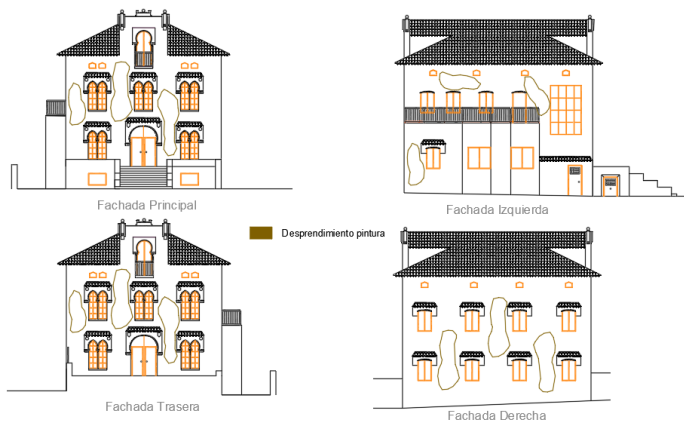 Fachada Principal
Fachada Izquierda
Desprendimiento pintura
Fachada Trasera
Fachada Derecha